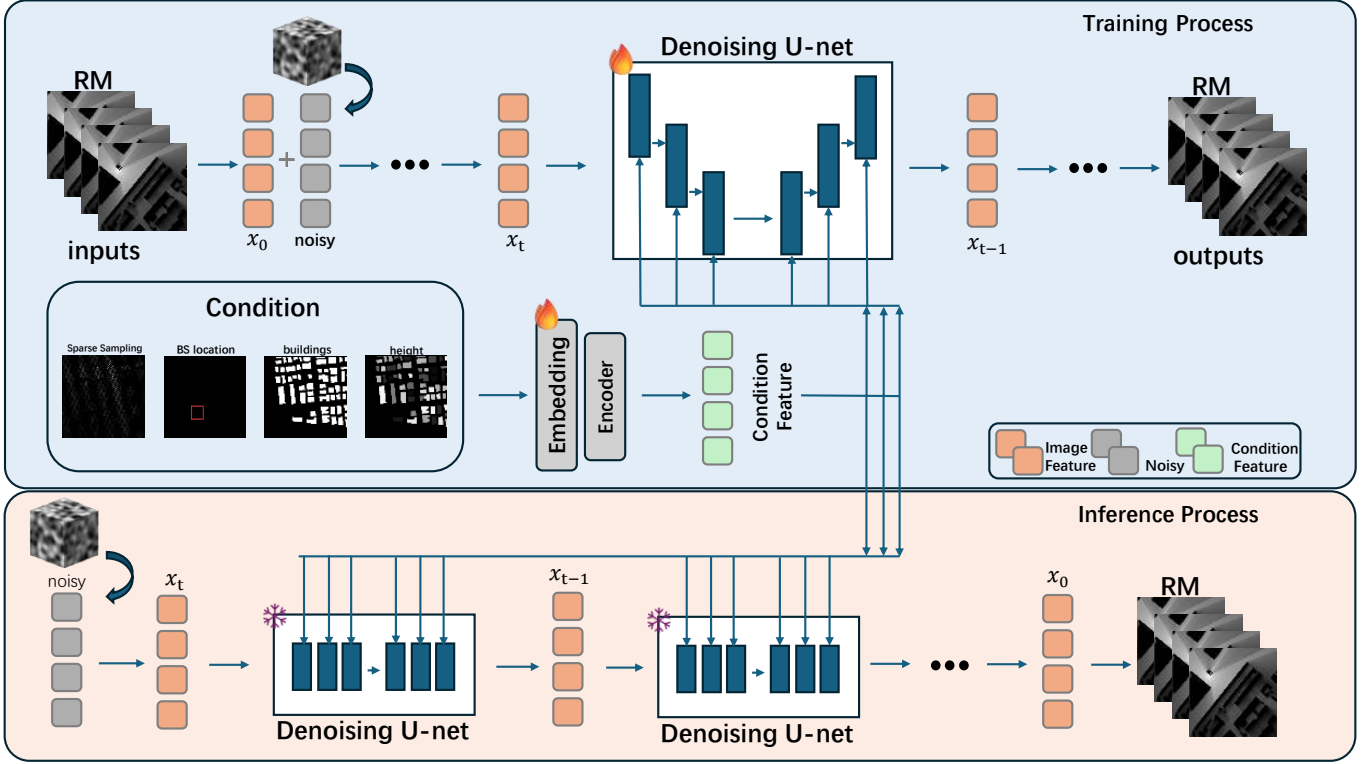 Training Process
Denoising U-net
RM
RM
+
x₀
noisy
xₜ
xₜ₋₁
inputs
outputs
Condition
Sparse Sampling
BS location
buildings
height
Embedding
Encoder
Condition
Feature
Image
Feature
Noisy
Condition
Feature
Inference Process
noisy
xₜ
xₜ₋₁
x₀
RM
Denoising U-net
Denoising U-net